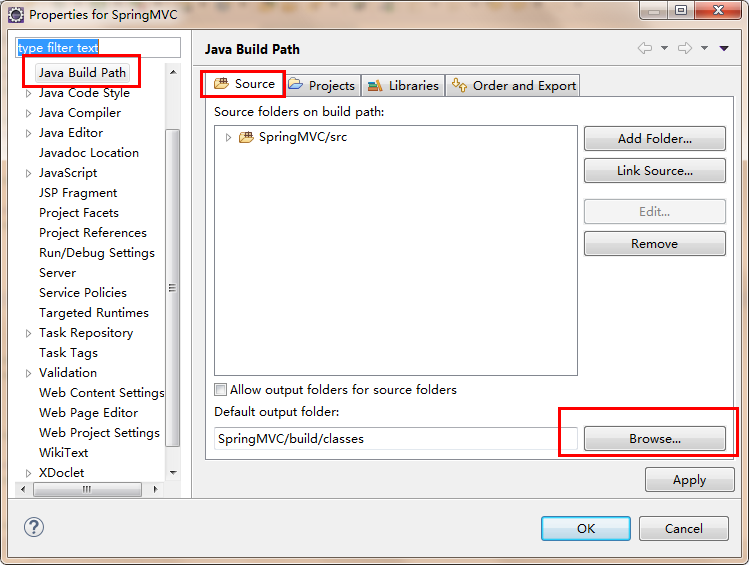 Properties for SpringMVC
type filter text
Java Build Path
Java Code Style
Java Compiler
Java Editor
Javadoc Location
JavaScript
JSP Fragment
Project Facets
Project References
Run/Debug Settings
Server
Service Policies
Targeted Runtimes
Task Repository
Task Tags
Validation
Web Content Settings
Web Page Editor
Web Project Settings
WikiText
XDoclet
Java Build Path
Source Projects Libraries Order and Export
Source folders on build path:
SpringMVC/src
Add Folder...
Link Source...
Edit...
Remove
Allow output folders for source folders
Default output folder:
SpringMVC/build/classes
Browse...
Apply
?
OK Cancel